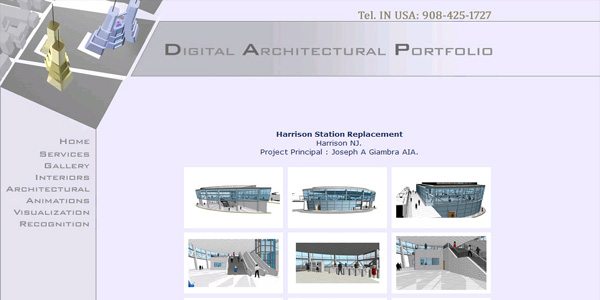 Tel. IN USA: 908-425-1727
Digital Architectural Portfolio
Home
Services
Gallery
Interiors
Architectural
Animations
Visualization
Recognition
Harrison Station Replacement
Harrison NJ.
Project Principal : Joseph A Giambra AIA.